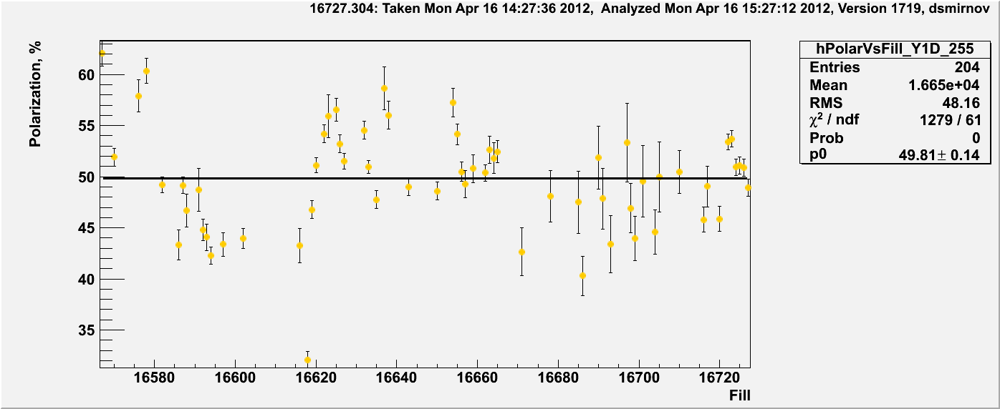 16727.304: Taken Mon Apr 16 14:27:36 2012, Analyzed Mon Apr 16 15:27:12 2012, Version 1719, dsmirnov
Polarization, %
60
55
50
45
40
35
16580 16600 16620 16640 16660 16680 16700 16720
Fill
hPolarVsFill_Y1D_255
Entries 204
Mean 1.665e+04
RMS 48.16
χ² / ndf 1279 / 61
Prob 0
p0 49.81 ± 0.14